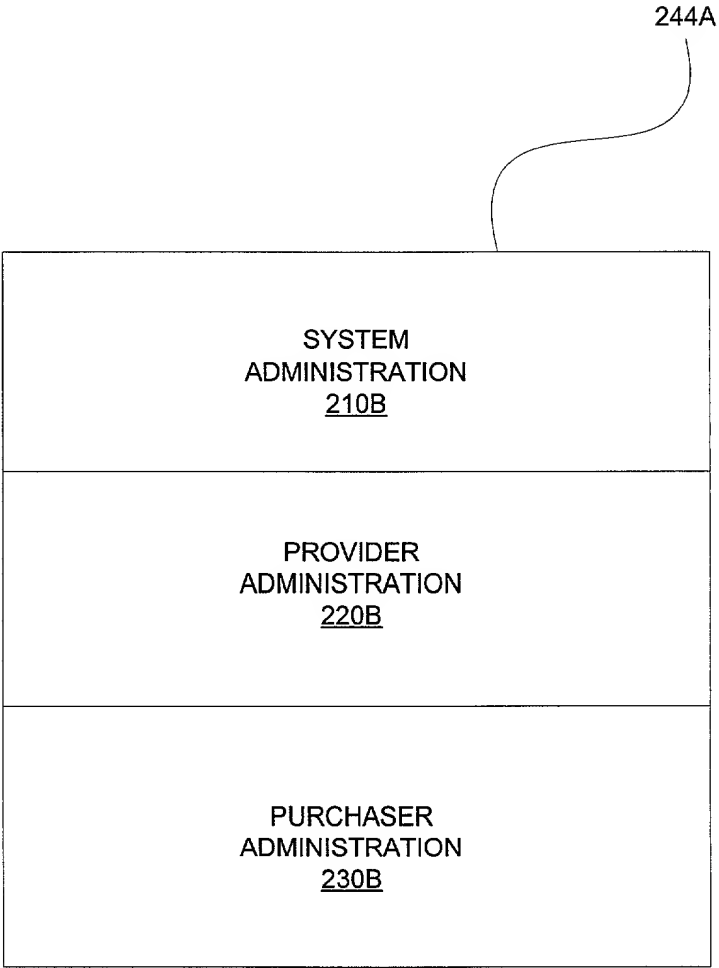 244A
SYSTEM
ADMINISTRATION
210B
PROVIDER
ADMINISTRATION
220B
PURCHASER
ADMINISTRATION
230B